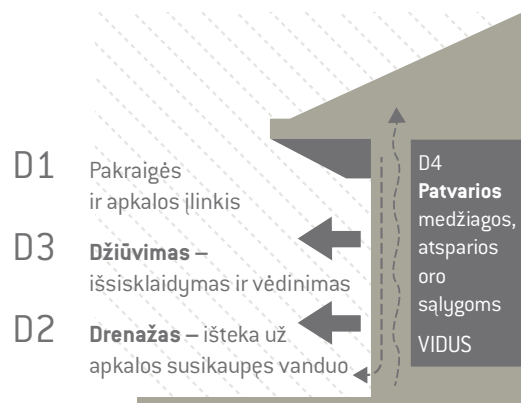 D1 Pakraigės
ir apkalos įlinkis
D3 Džiūvimas –
išsisklaidymas ir vėdinimas
D2 Drenažas – išteka už
apkalos susikaupęs vanduo
D4
Patvarios
medžiagos,
atsparios
oro
sąlygoms
VIDUS